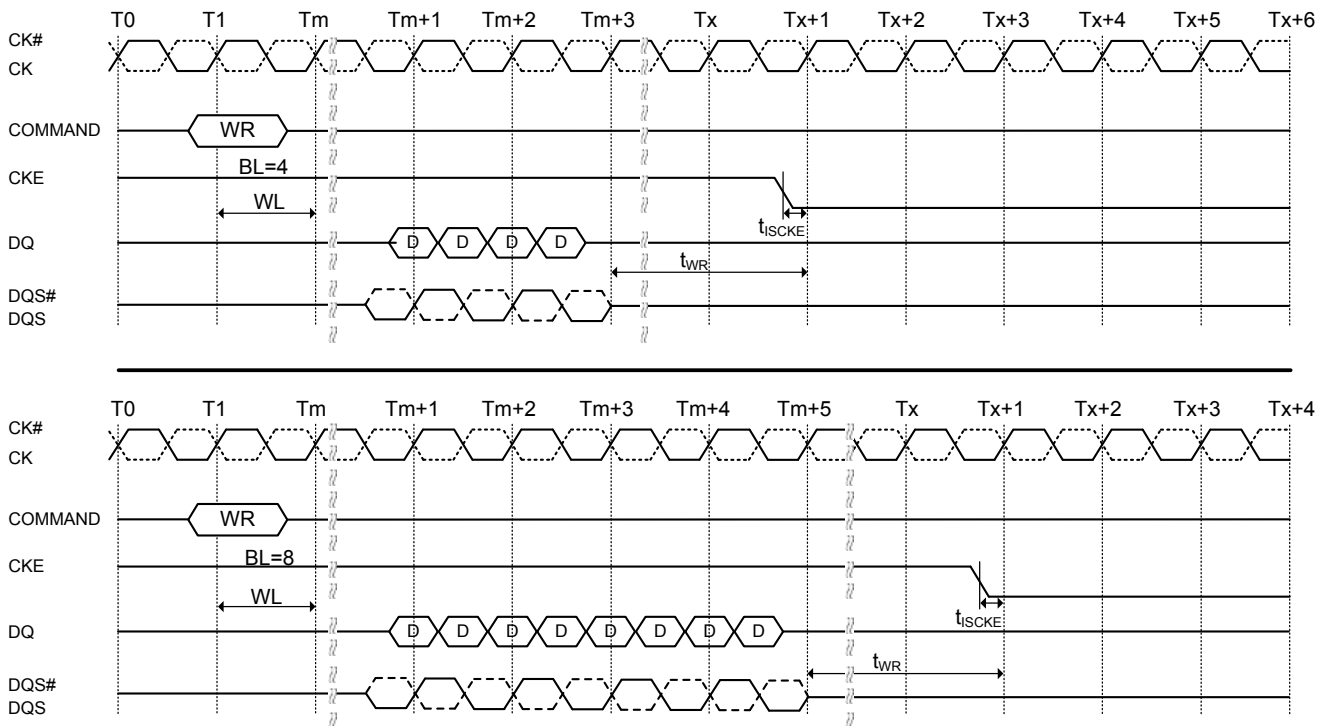 T0 T1 Tm Tm+1 Tm+2 Tm+3 Tx Tx+1 Tx+2 Tx+3 Tx+4 Tx+5 Tx+6
CK#
CK
COMMAND WR
BL=4
CKE
WL
tISCKE
DQ D D D D
tWR
DQS#
DQS
T0 T1 Tm Tm+1 Tm+2 Tm+3 Tm+4 Tm+5 Tx Tx+1 Tx+2 Tx+3 Tx+4
CK#
CK
COMMAND WR
BL=8
CKE
WL
tISCKE
DQ D D D D D D D D
tWR
DQS#
DQS